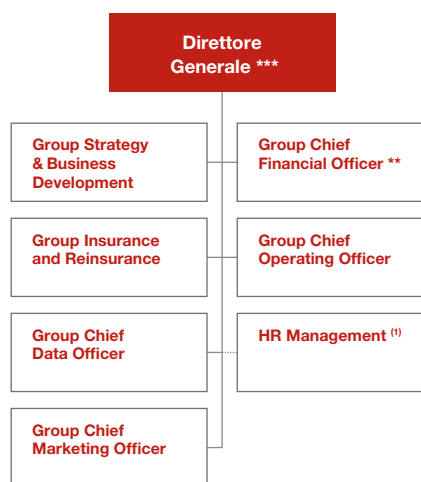 Direttore
Generale ***
Group Strategy
& Business
Development
Group Chief
Financial Officer **
Group Insurance
and Reinsurance
Group Chief
Operating Officer
Group Chief
Data Officer
HR Management (1)
Group Chief
Marketing Officer